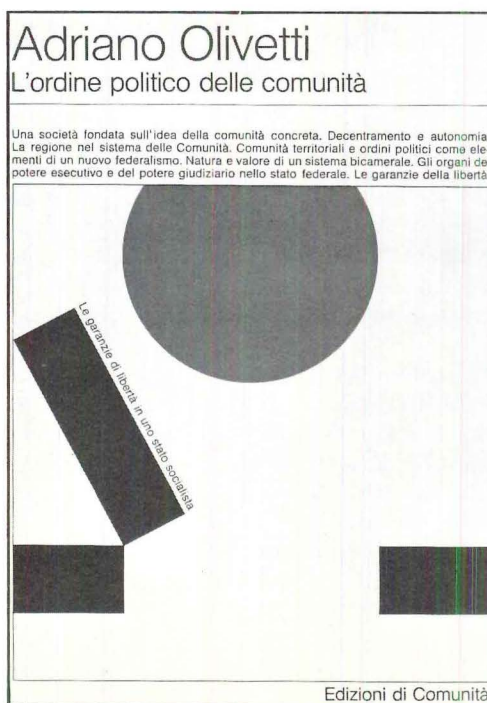 Adriano Olivetti
L'ordine politico delle comunità
Una società fondata sull'idea della comunità concreta. Decentramento e autonomia
La regione nel sistema delle Comunità. Comunità territoriali e ordini politici come ele-
menti di un nuovo federalismo. Natura e valore di un sistema bicamerale. Gli organi de
potere esecutivo e del potere giudiziario nello stato federale. Le garanzie della libertà
Le garanzie di libertà in uno stato socialista
Edizioni di Comunità